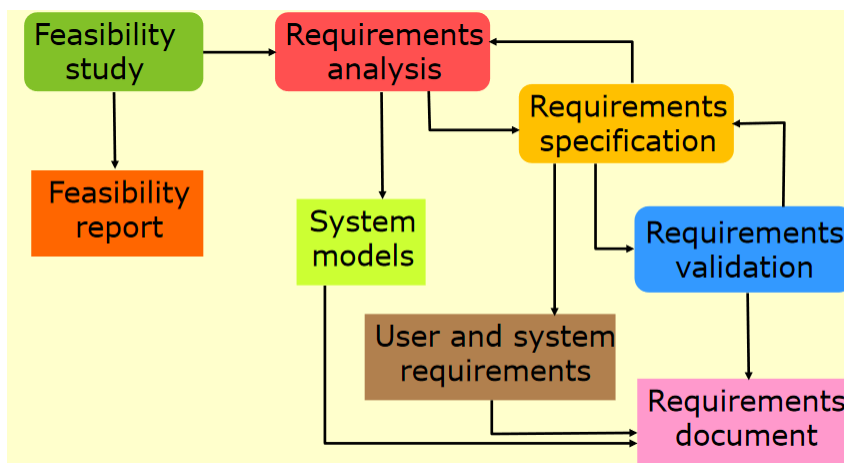 Feasibility
study
Requirements
analysis
Requirements
specification
Feasibility
report
System
models
Requirements
validation
User and system
requirements
Requirements
document